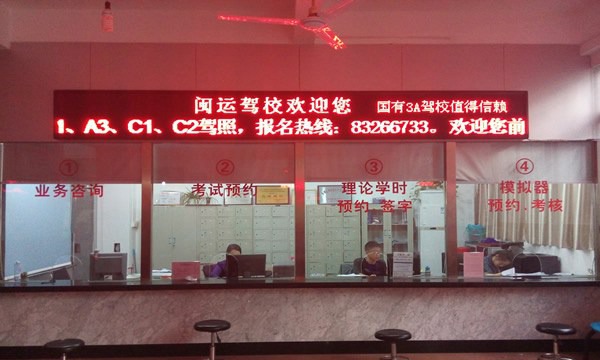 闽运驾校欢迎您 国有3A驾校值得信赖
1、A3、C1、C2驾照，报名热线：83266733。欢迎您前
①
业务咨询
②
考试预约
③
理论学时
预约.签字
④
模拟器
预约.考核